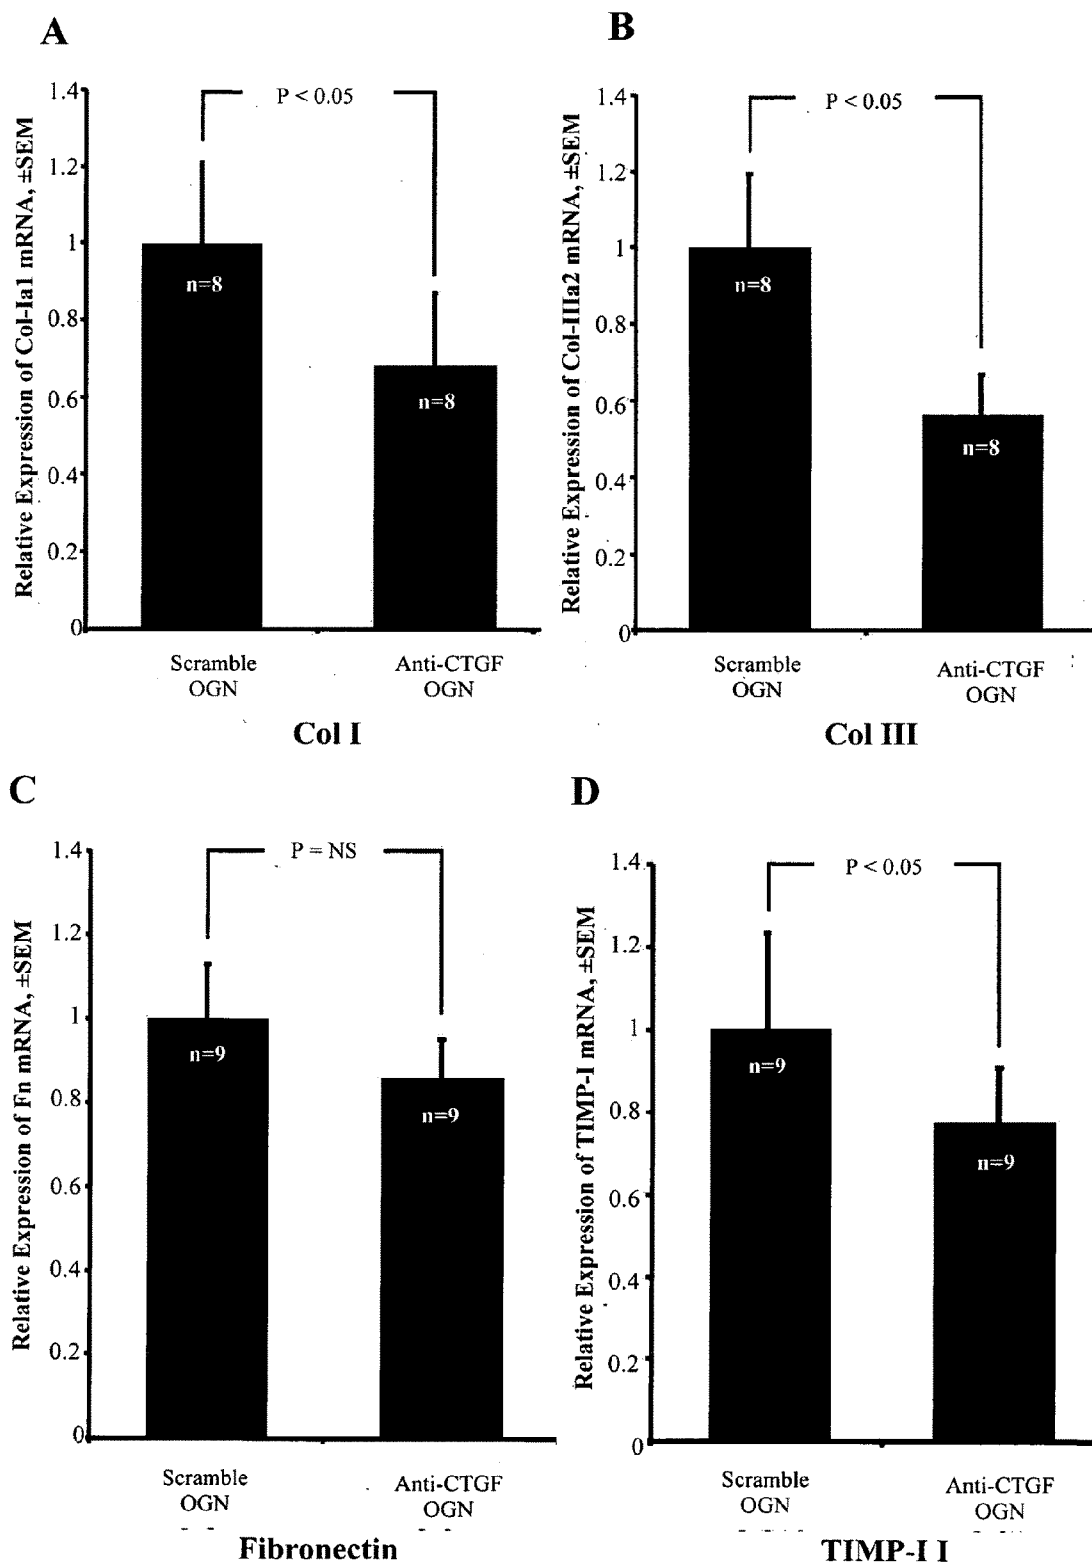 A
Relative Expression of Col-Ia1 mRNA, ±SEM
1.4
1.2
1
0.8
0.6
0.4
0.2
0
P < 0.05
n=8
n=8
Scramble
OGN
Anti-CTGF
OGN
Col I
B
Relative Expression of Col-IIIa2 mRNA, ±SEM
1.4
1.2
1
0.8
0.6
0.4
0.2
0
P < 0.05
n=8
n=8
Scramble
OGN
Anti-CTGF
OGN
Col III
C
Relative Expression of Fn mRNA, ±SEM
1.4
1.2
1
0.8
0.6
0.4
0.2
0
P = NS
n=9
n=9
Scramble
OGN
Anti-CTGF
OGN
Fibronectin
D
Relative Expression of TIMP-I mRNA, ±SEM
1.4
1.2
1
0.8
0.6
0.4
0.2
0
P < 0.05
n=9
n=9
Scramble
OGN
Anti-CTGF
OGN
TIMP-I I